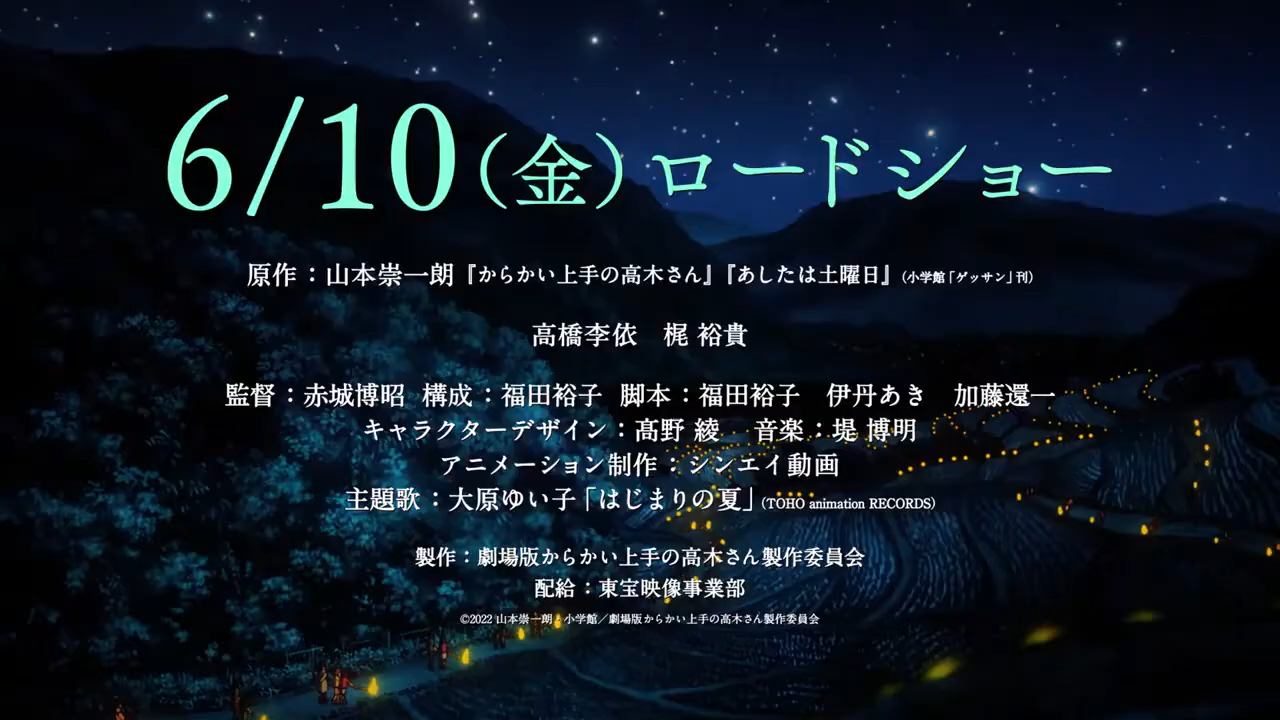 6/10(金)ロードショー
原作：山本崇一朗『からかい上手の高木さん』『あしたは土曜日』(小学館「ゲッサン」刊)
高橋李依　梶 裕貴
監督：赤城博昭 構成：福田裕子 脚本：福田裕子　伊丹あき　加藤還一
キャラクターデザイン：髙野 綾　音楽：堤 博明
アニメーション制作：シンエイ動画
主題歌：大原ゆい子「はじまりの夏」(TOHO animation RECORDS)
製作：劇場版からかい上手の高木さん製作委員会
配給：東宝映像事業部
©2022 山本崇一朗・小学館／劇場版からかい上手の高木さん製作委員会